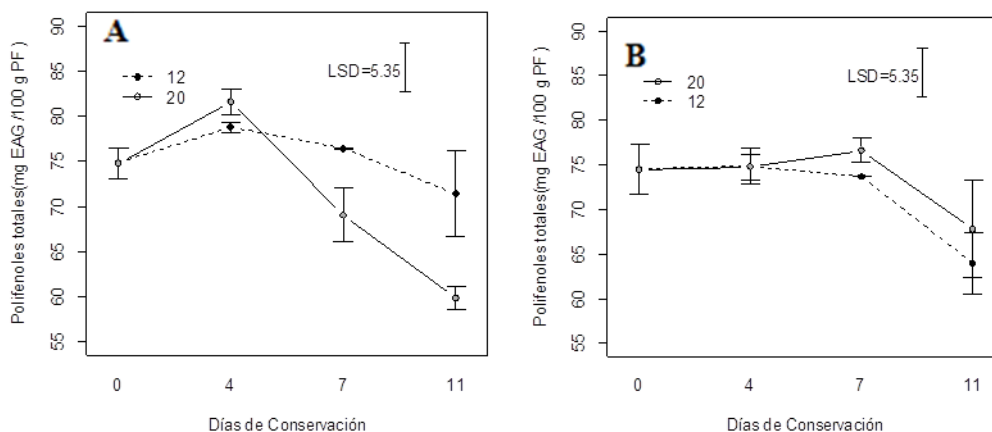 A
Polifenoles totales(mg EAG /100 g PF )
90
85
80
75
70
65
60
55
12
20
LSD=5.35
0 4 7 11
Días de Conservación
B
Polifenoles totales(mg EAG /100 g PF )
90
85
80
75
70
65
60
55
20
12
LSD=5.35
0 4 7 11
Días de Conservación